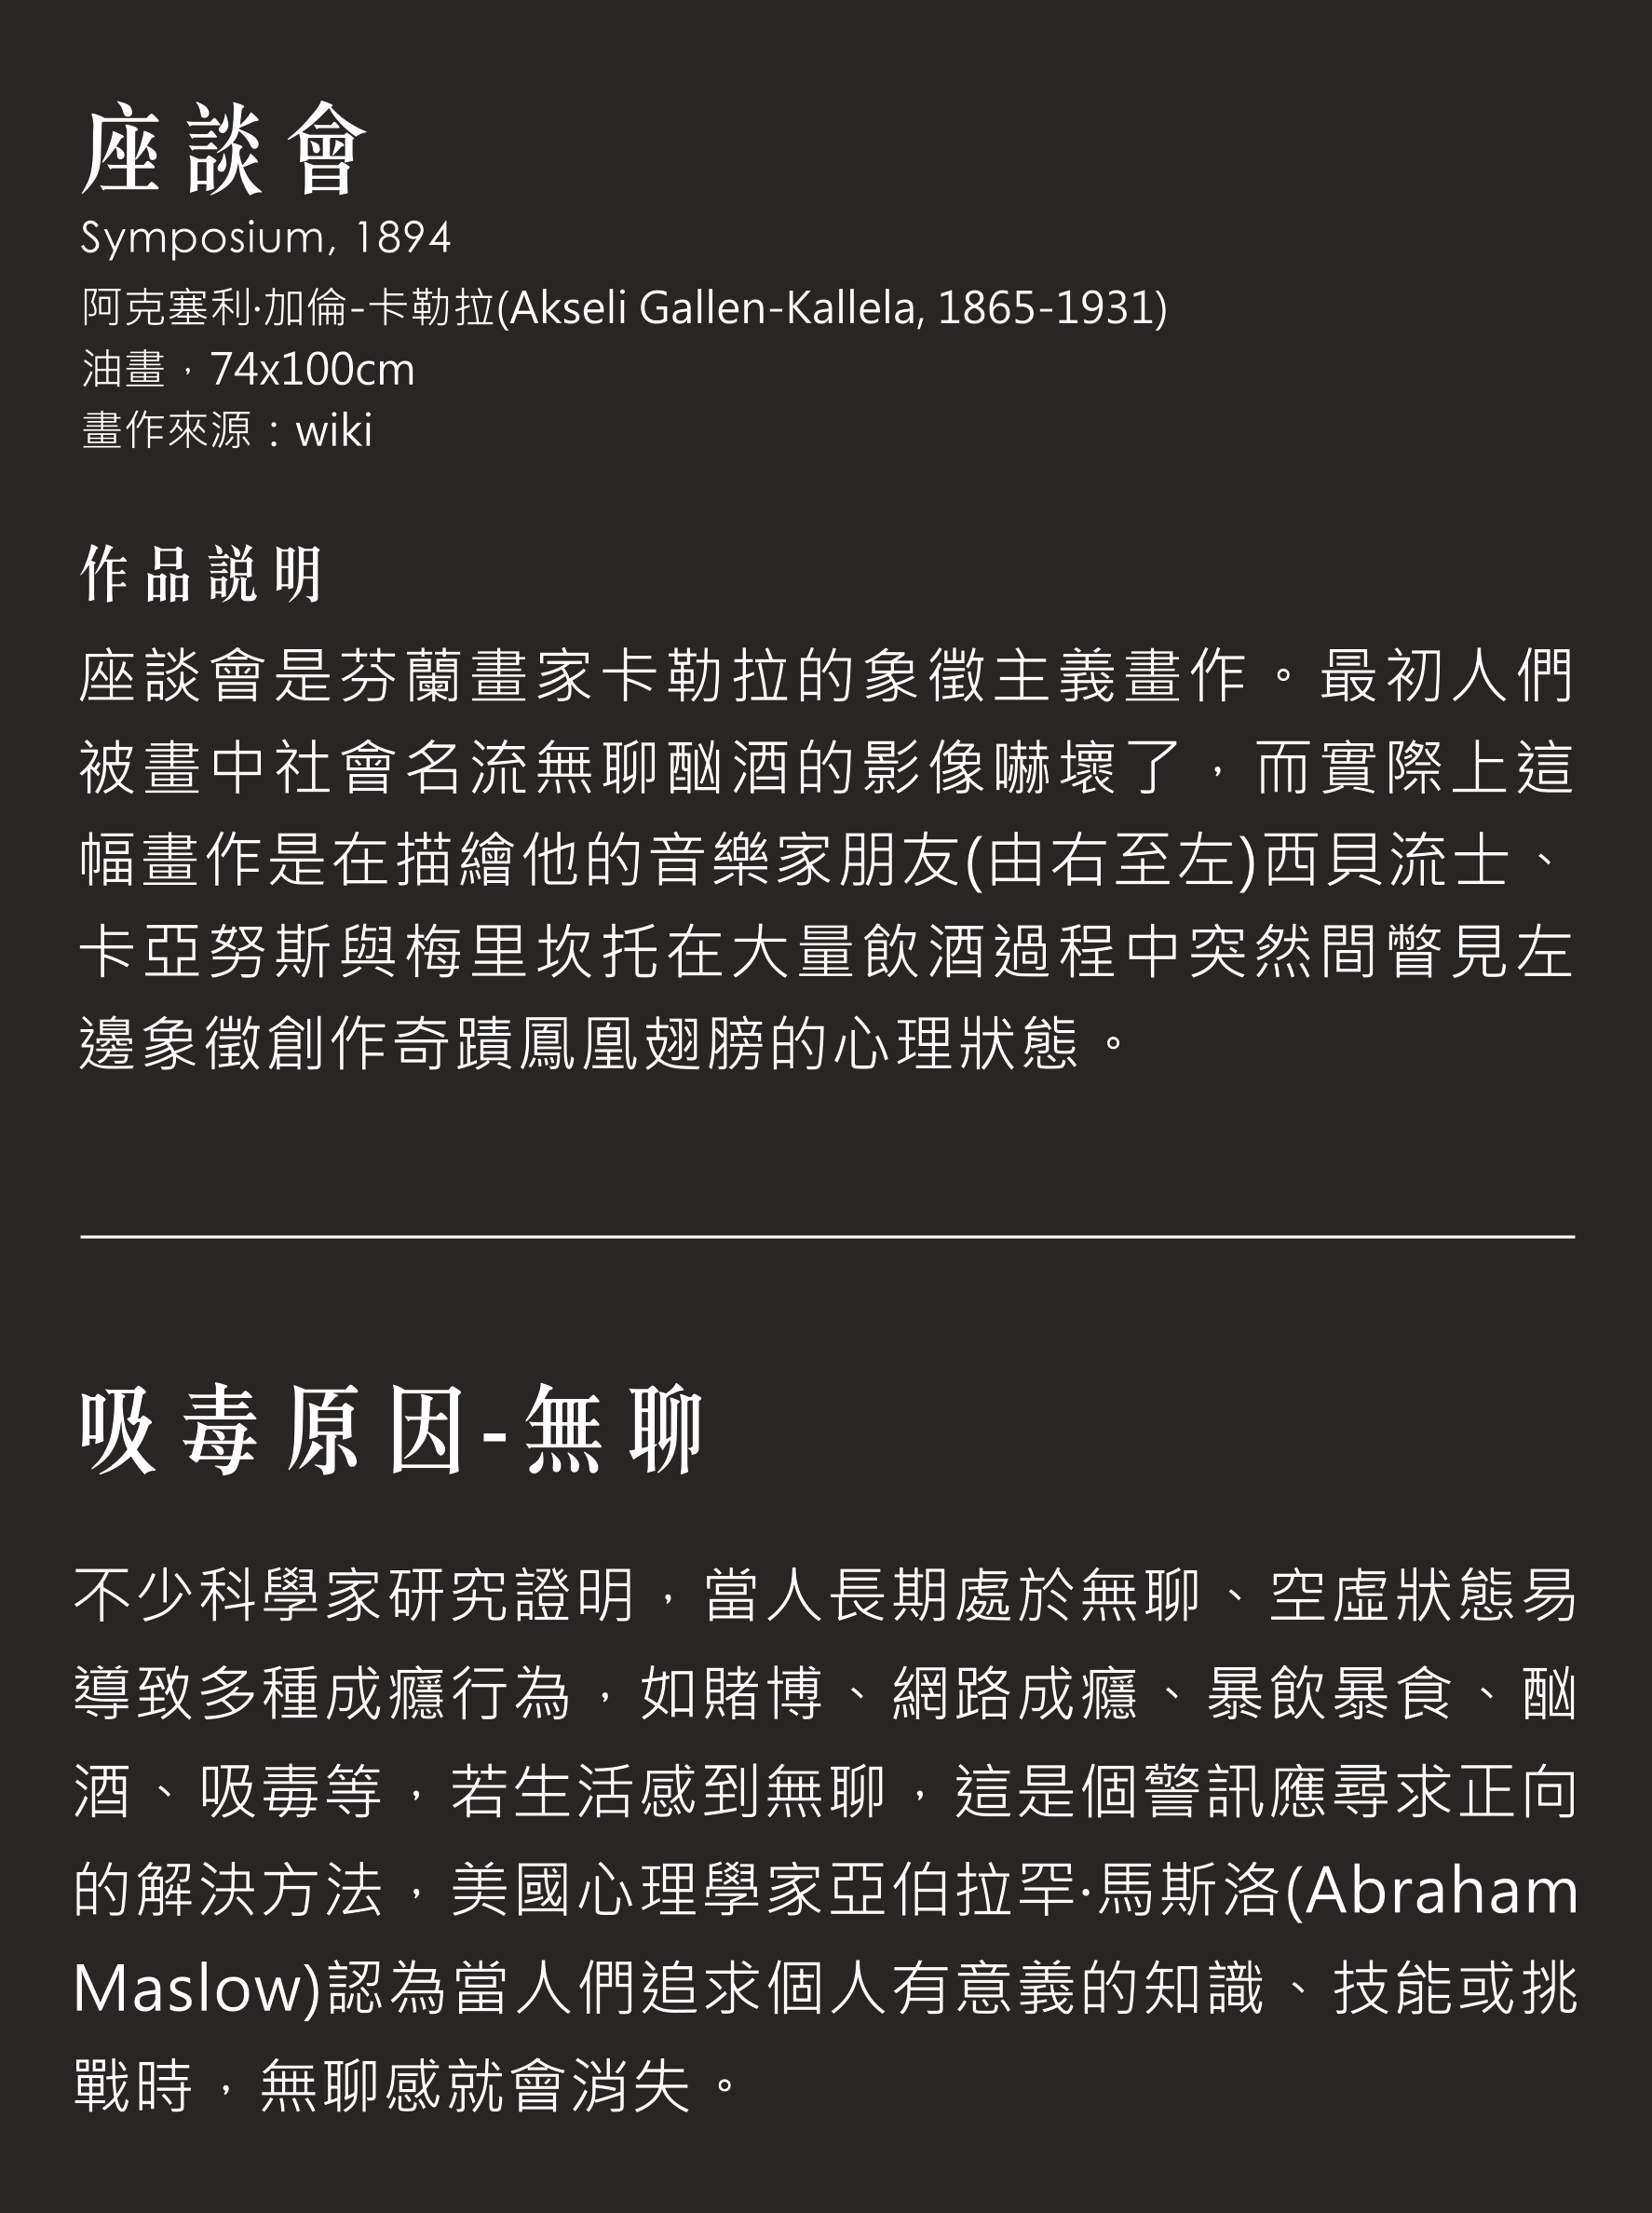 座談會
Symposium, 1894
阿克塞利·加倫-卡勒拉(Akseli Gallen-Kallela, 1865-1931)
油畫，74x100cm
畫作來源：wiki
作品說明
座談會是芬蘭畫家卡勒拉的象徵主義畫作。最初人們
被畫中社會名流無聊酗酒的影像嚇壞了，而實際上這
幅畫作是在描繪他的音樂家朋友(由右至左)西貝流士、
卡亞努斯與梅里坎托在大量飲酒過程中突然間瞥見左
邊象徵創作奇蹟鳳凰翅膀的心理狀態。
吸毒原因-無聊
不少科學家研究證明，當人長期處於無聊、空虛狀態易
導致多種成癮行為，如賭博、網路成癮、暴飲暴食、酗
酒、吸毒等，若生活感到無聊，這是個警訊應尋求正向
的解決方法，美國心理學家亞伯拉罕·馬斯洛(Abraham
Maslow)認為當人們追求個人有意義的知識、技能或挑
戰時，無聊感就會消失。